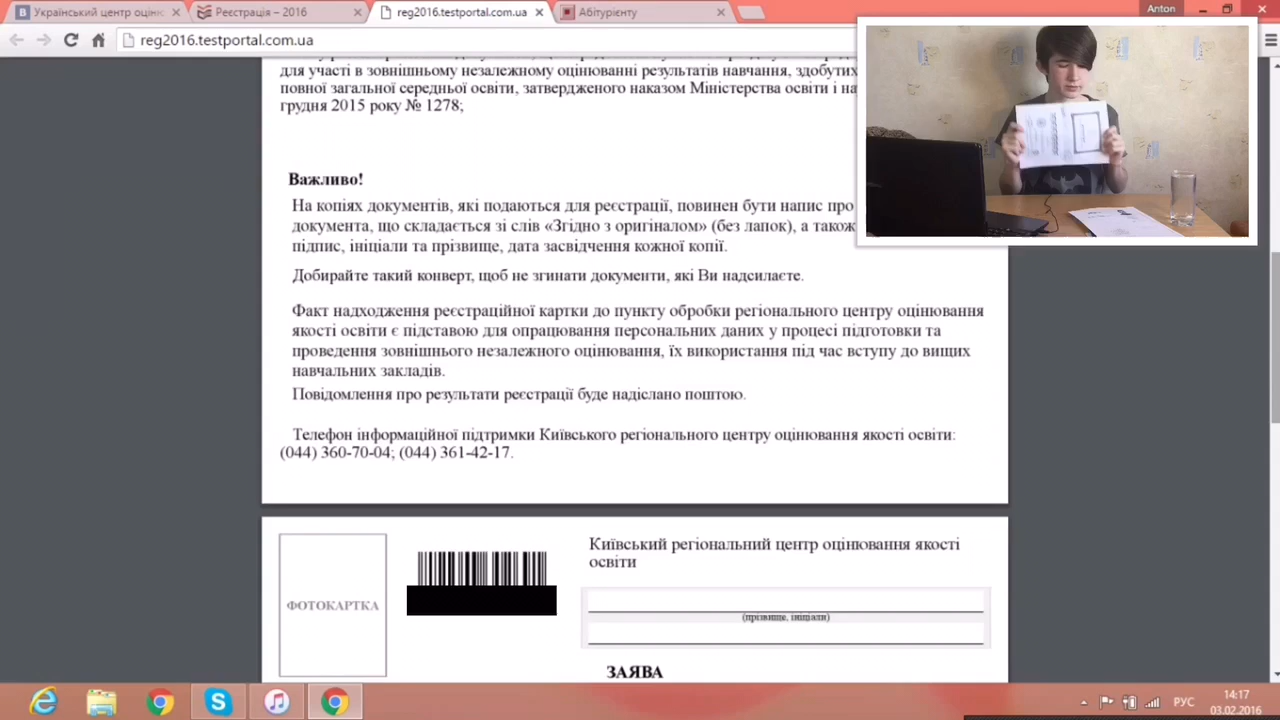 Український центр оцінк
Реєстрація – 2016
reg2016.testportal.com.ua
Абітурієнту
Anton
reg2016.testportal.com.ua
для участі в зовнішньому незалежному оцінюванні результатів навчання, здобутих
повної загальної середньої освіти, затвердженого наказом Міністерства освіти і на
грудня 2015 року № 1278;
Важливо!
На копіях документів, які подаються для реєстрації, повинен бути напис про
документа, що складається зі слів «Згідно з оригіналом» (без лапок), а також
підпис, ініціали та прізвище, дата засвідчення кожної копії.
Добирайте такий конверт, щоб не згинати документи, які Ви надсилаєте.
Факт надходження реєстраційної картки до пункту обробки регіонального центру оцінювання
якості освіти є підставою для опрацювання персональних даних у процесі підготовки та
проведення зовнішнього незалежного оцінювання, їх використання під час вступу до вищих
навчальних закладів.
Повідомлення про результати реєстрації буде надіслано поштою.
Телефон інформаційної підтримки Київського регіонального центру оцінювання якості освіти:
(044) 360-70-04; (044) 361-42-17.
ФОТОКАРТКА
Київський регіональний центр оцінювання якості
освіти
(прізвище, ініціали)
ЗАЯВА
РУС
14:17
03.02.2016